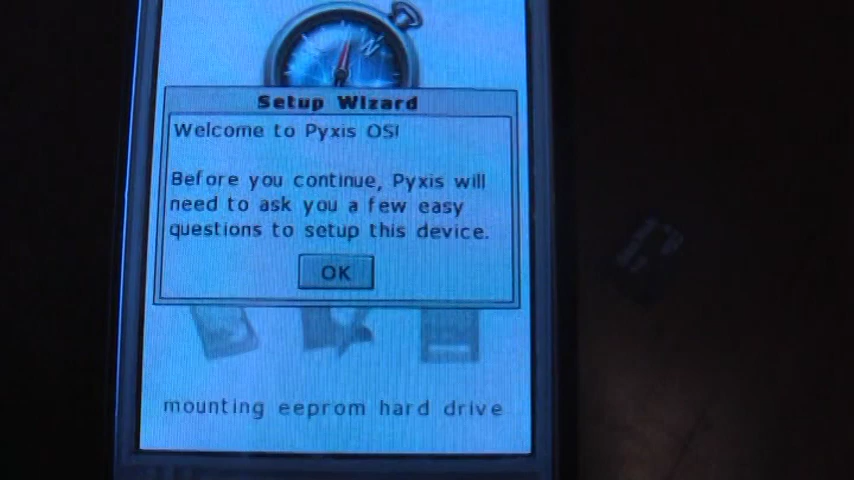 N
Setup Wizard
Welcome to Pyxis OS!
Before you continue, Pyxis will
need to ask you a few easy
questions to setup this device.
OK
mounting eeprom hard drive